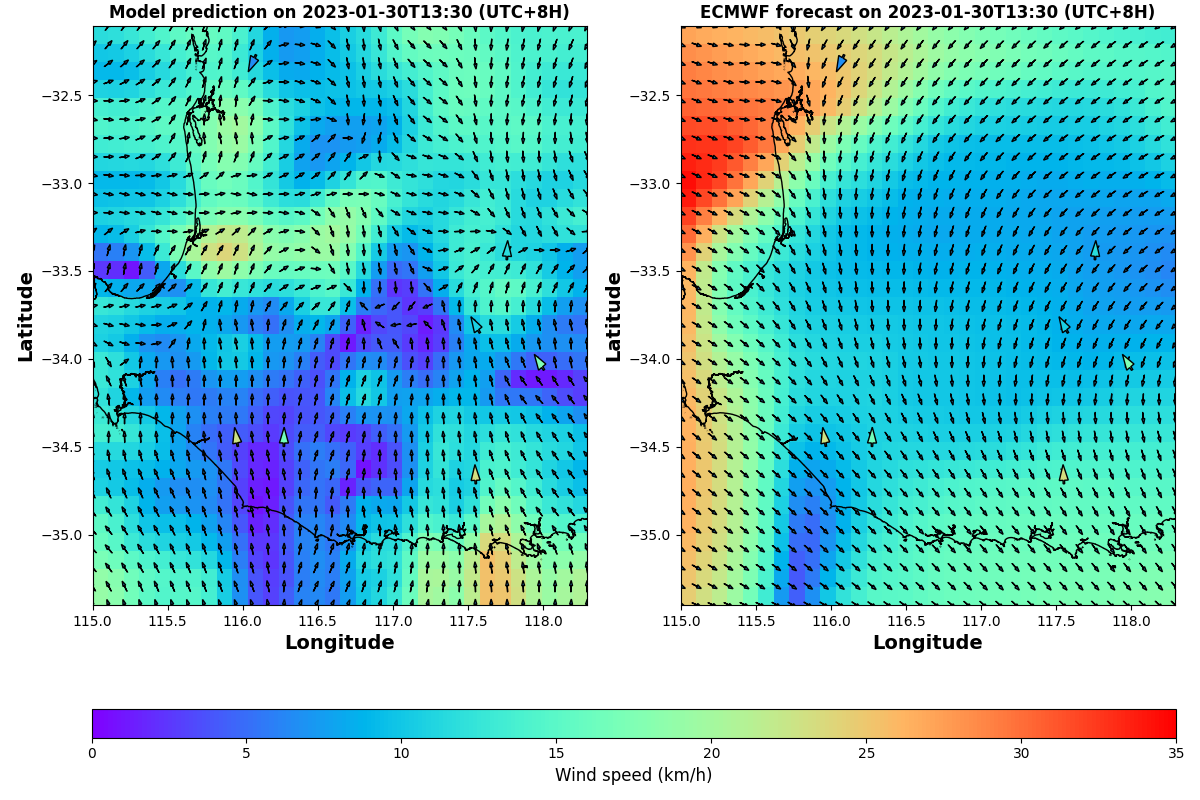 Model prediction on 2023-01-30T13:30 (UTC+8H)
ECMWF forecast on 2023-01-30T13:30 (UTC+8H)
Latitude
−32.5
−33.0
−33.5
−34.0
−34.5
−35.0
115.0 115.5 116.0 116.5 117.0 117.5 118.0
Longitude
Latitude
−32.5
−33.0
−33.5
−34.0
−34.5
−35.0
115.0 115.5 116.0 116.5 117.0 117.5 118.0
Longitude
0 5 10 15 20 25 30 35
Wind speed (km/h)